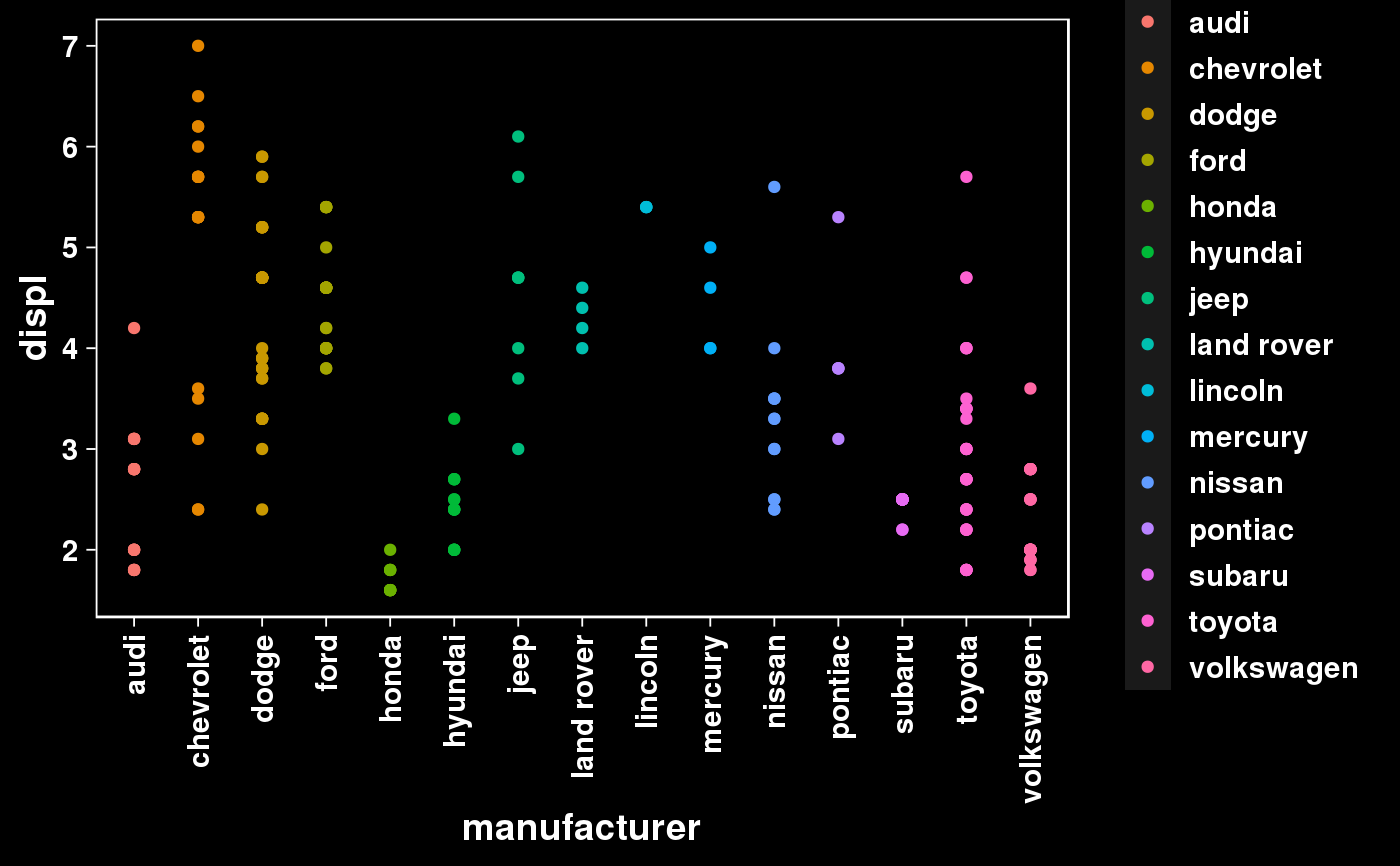 displ
7
6
5
4
3
2
audi
chevrolet
dodge
ford
honda
hyundai
jeep
land rover
lincoln
mercury
nissan
pontiac
subaru
toyota
volkswagen
manufacturer
audi
chevrolet
dodge
ford
honda
hyundai
jeep
land rover
lincoln
mercury
nissan
pontiac
subaru
toyota
volkswagen